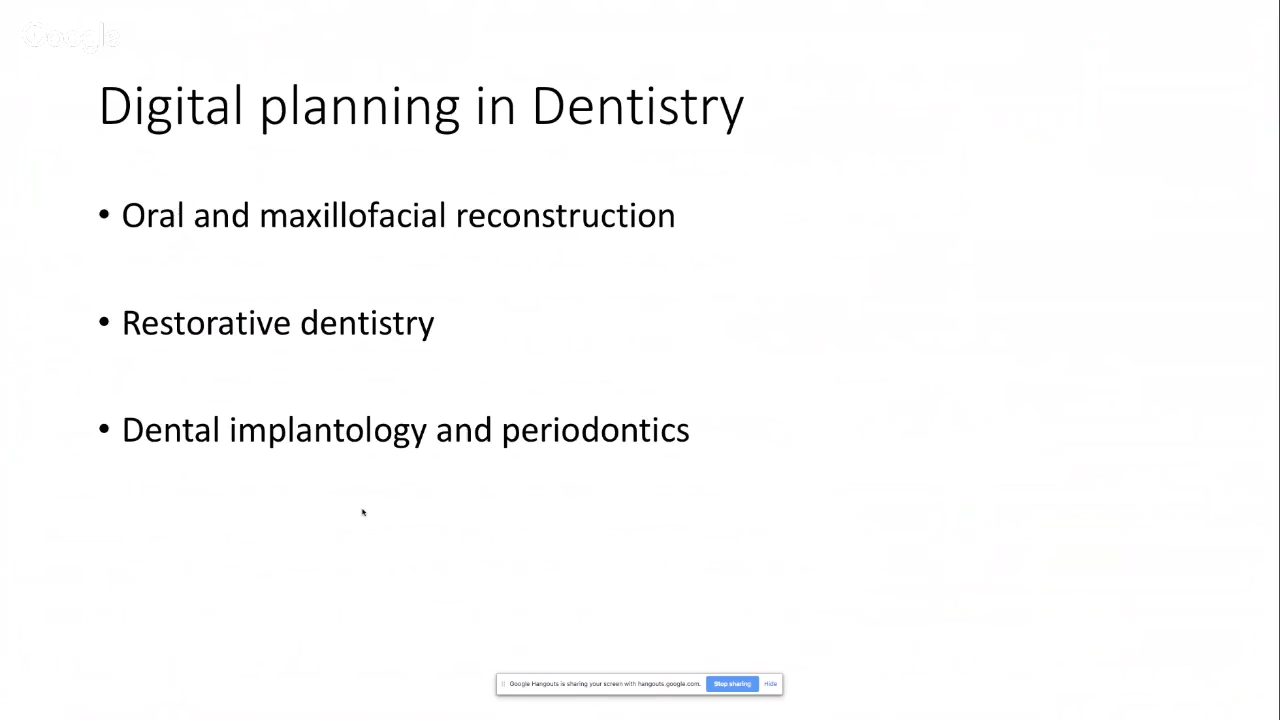 Google
Digital planning in Dentistry
• Oral and maxillofacial reconstruction
• Restorative dentistry
• Dental implantology and periodontics
Google Hangouts is sharing your screen with hangouts.google.com. Stop sharing Hide